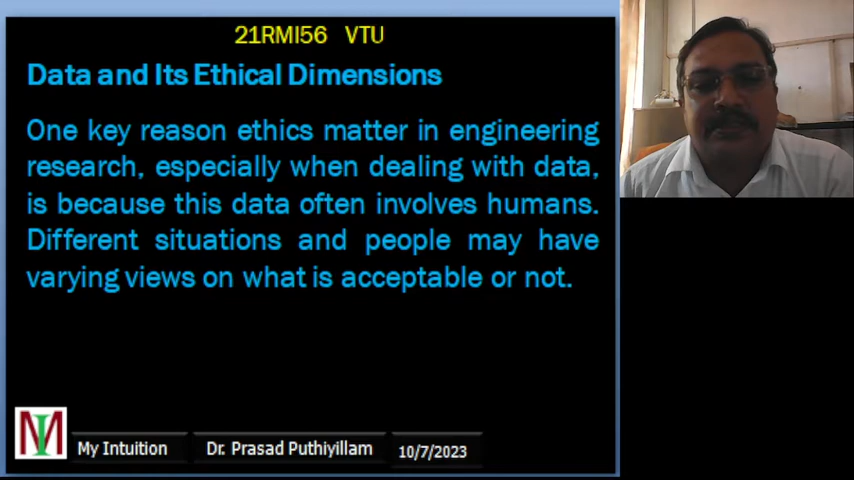 21RMI56 VTU
Data and Its Ethical Dimensions
One key reason ethics matter in engineering
research, especially when dealing with data,
is because this data often involves humans.
Different situations and people may have
varying views on what is acceptable or not.
MI
My Intuition
Dr. Prasad Puthiyillam
10/7/2023